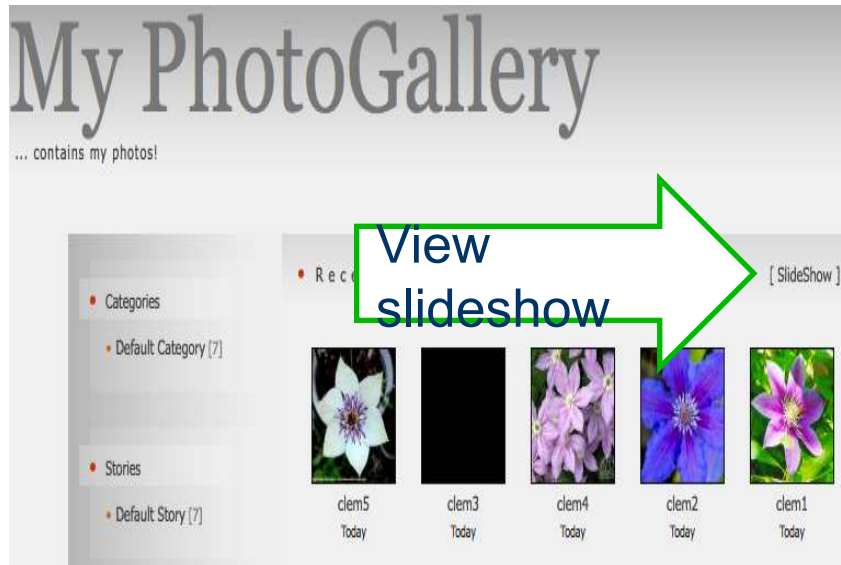 My PhotoGallery
... contains my photos!
View
slideshow
[ SlideShow ]
Categories
Default Category [7]
Stories
Default Story [7]
clem5 clem3 clem4 clem2 clem1
Today Today Today Today Today